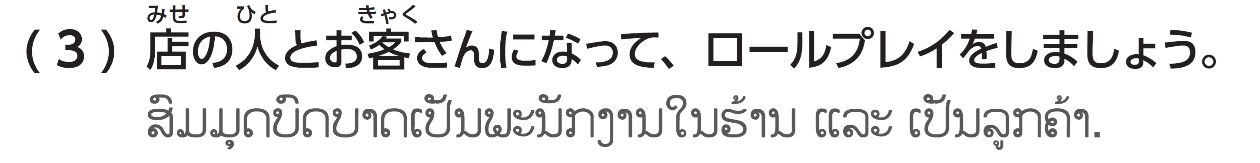 みせ ひと きゃく
(3) 店の人とお客さんになって、ロールプレイをしましょう。
ສົມມຸດບົດບາດເປັນພະນັກງານໃນຮ້ານ ແລະ ເປັນລູກຄ້າ.